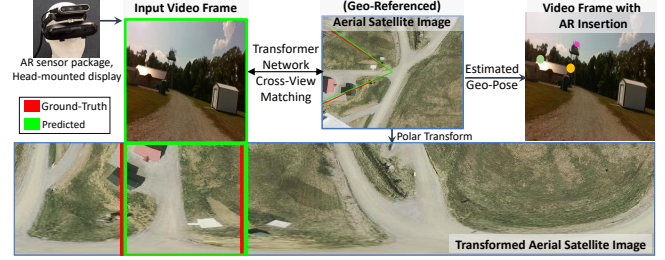 Input Video Frame
(Geo-Referenced)
Aerial Satellite Image
Video Frame with
AR Insertion
AR sensor package,
Head-mounted display
Transformer
Network
Cross-View
Matching
Estimated
Geo-Pose
Ground-Truth
Predicted
Polar Transform
Transformed Aerial Satellite Image